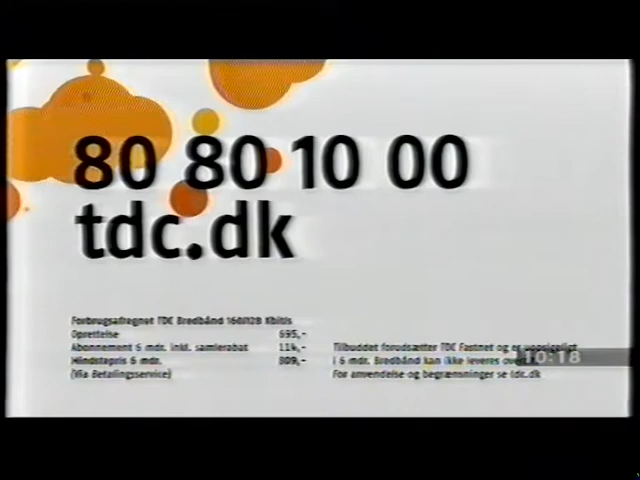 80 80 10 00
tdc.dk
Forbrugsafregnet TDC Bredbånd 160/128 Kbit/s
Oprettelse 695,-
Abonnement 6 mdr. inkl. samlerabat 114,-
Mindstepris 6 mdr. 809,-
(Via Betalingsservice)
Tilbuddet forudsætter TDC Fastnet og er uopsigeligt
i 6 mdr. Bredbånd kan ikke leveres
10:18
For anvendelse og begrænsninger se tdc.dk